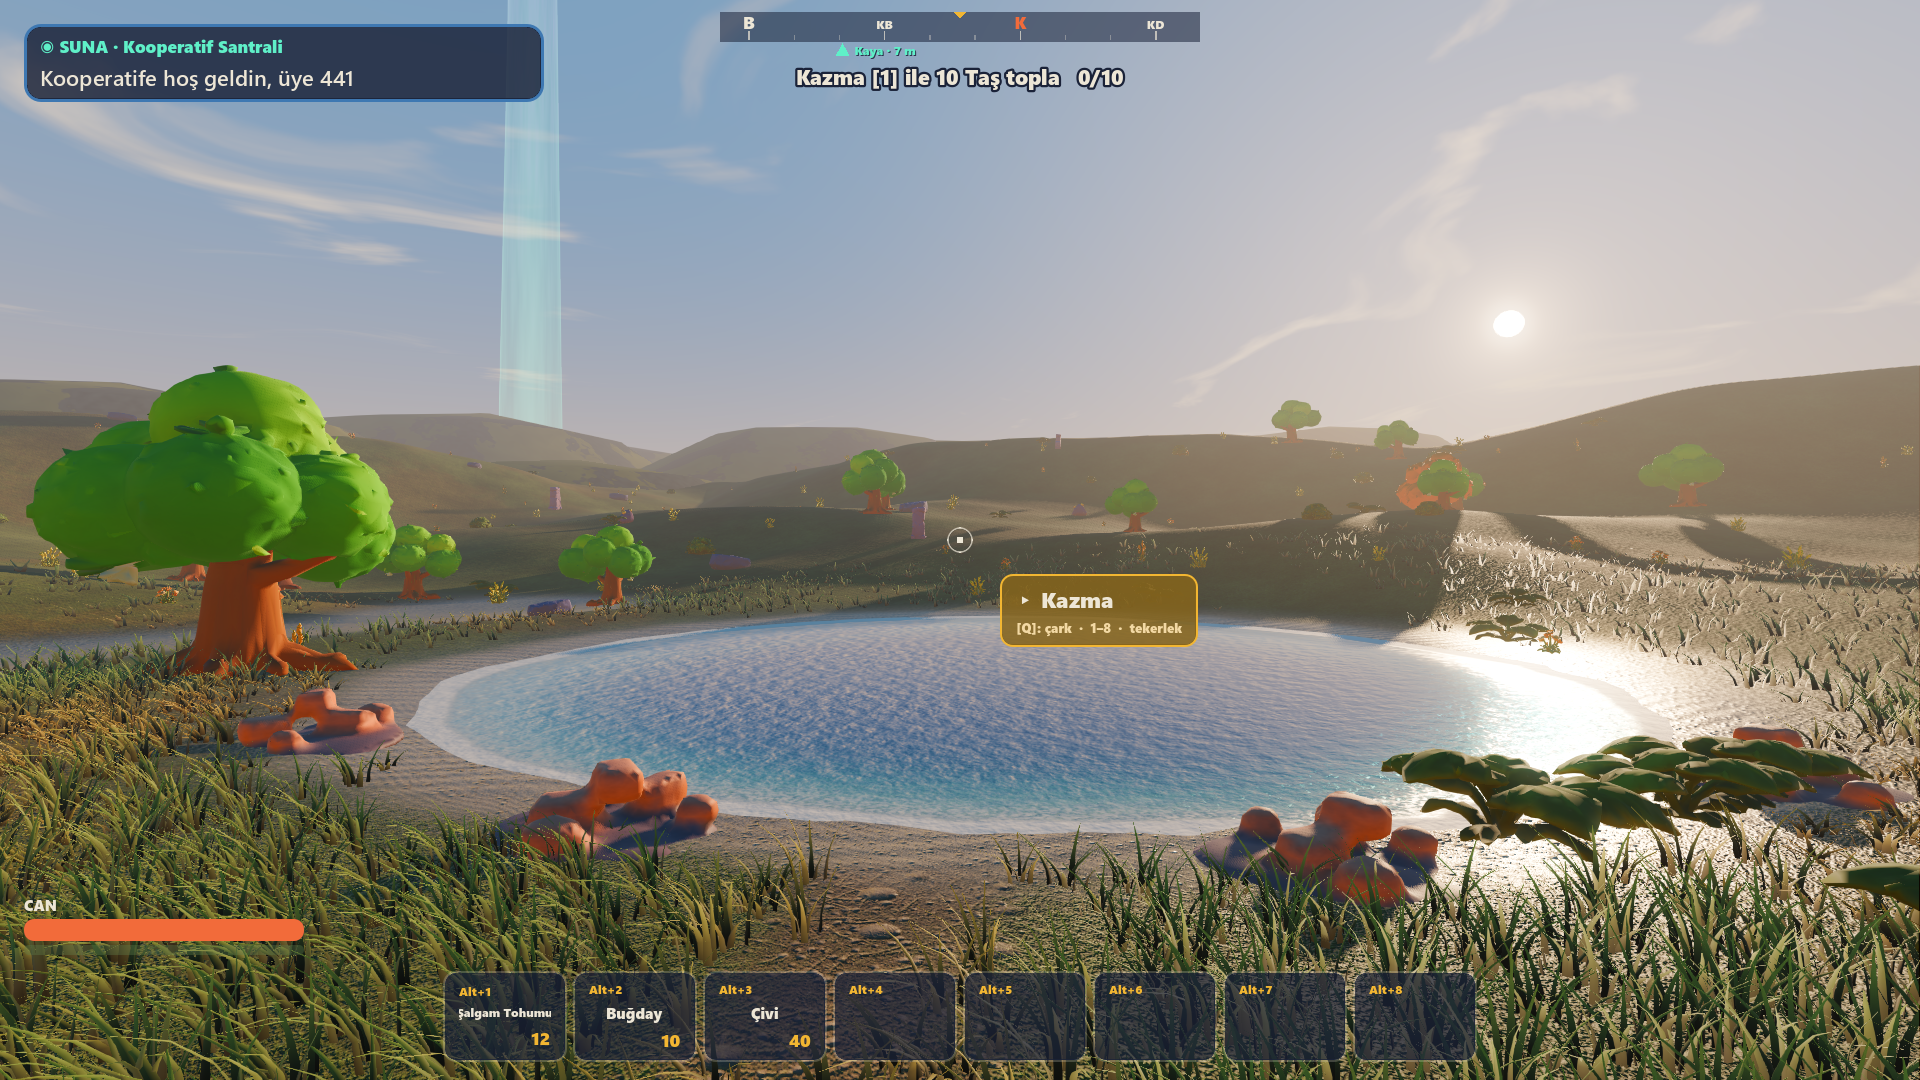 SUNA · Kooperatif Santrali
Kooperatife hoş geldin, üye 441
B KB K KD
Kaya · 7 m
Kazma [1] ile 10 Taş topla 0/10
Kazma
[Q]: çark · 1–8 · tekerlek
CAN
Alt+1 Alt+2 Alt+3 Alt+4 Alt+5 Alt+6 Alt+7 Alt+8
Şalgam Tohumu Buğday Çivi
12 10 40